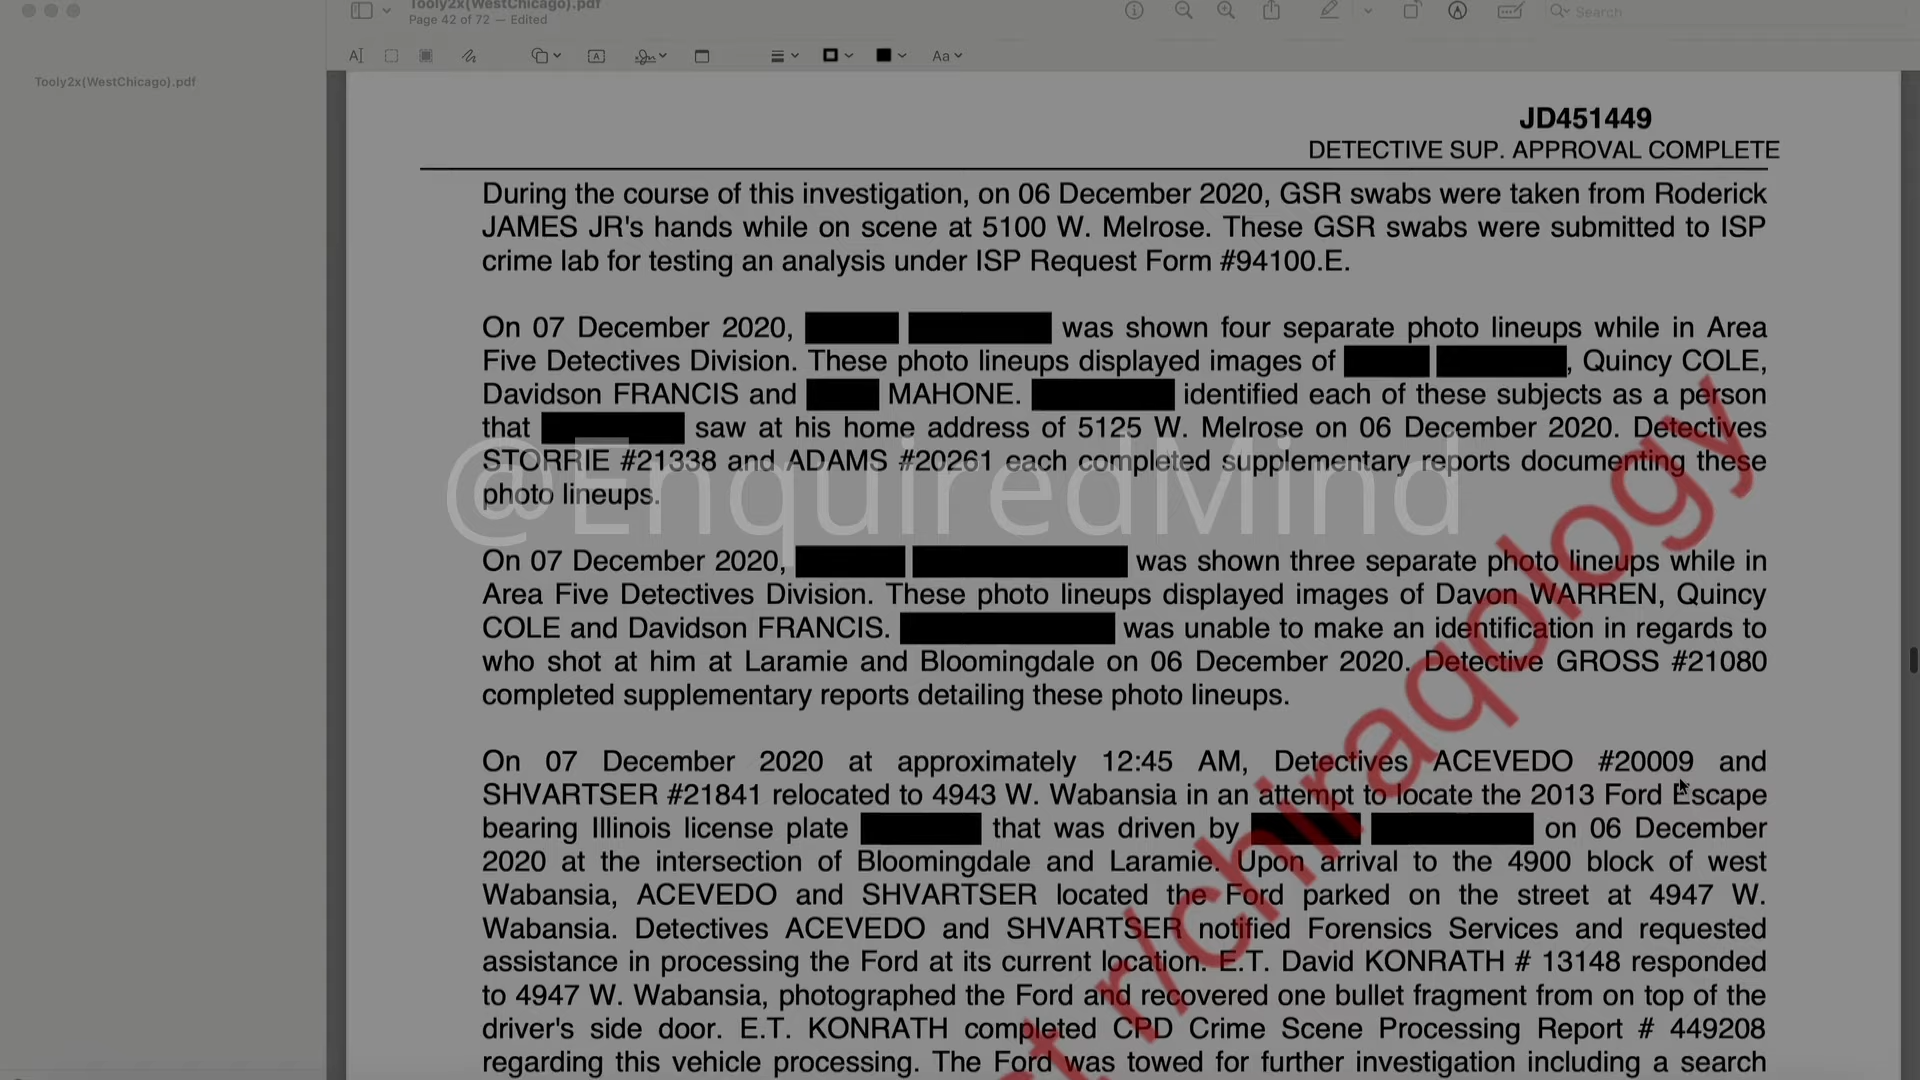 Tooly2x(WestChicago).pdf
Page 42 of 72 — Edited
Search
Aa
Tooly2x(WestChicago).pdf
JD451449
DETECTIVE SUP. APPROVAL COMPLETE
During the course of this investigation, on 06 December 2020, GSR swabs were taken from Roderick
JAMES JR's hands while on scene at 5100 W. Melrose. These GSR swabs were submitted to ISP
crime lab for testing an analysis under ISP Request Form #94100.E.
On 07 December 2020, was shown four separate photo lineups while in Area
Five Detectives Division. These photo lineups displayed images of , Quincy COLE,
Davidson FRANCIS and MAHONE. identified each of these subjects as a person
that saw at his home address of 5125 W. Melrose on 06 December 2020. Detectives
STORRIE #21338 and ADAMS #20261 each completed supplementary reports documenting these
photo lineups.
@EnquiredMind
On 07 December 2020, was shown three separate photo lineups while in
Area Five Detectives Division. These photo lineups displayed images of Davon WARREN, Quincy
COLE and Davidson FRANCIS. was unable to make an identification in regards to
who shot at him at Laramie and Bloomingdale on 06 December 2020. Detective GROSS #21080
completed supplementary reports detailing these photo lineups.
On 07 December 2020 at approximately 12:45 AM, Detectives ACEVEDO #20009 and
SHVARTSER #21841 relocated to 4943 W. Wabansia in an attempt to locate the 2013 Ford Escape
bearing Illinois license plate that was driven by on 06 December
2020 at the intersection of Bloomingdale and Laramie. Upon arrival to the 4900 block of west
Wabansia, ACEVEDO and SHVARTSER located the Ford parked on the street at 4947 W.
Wabansia. Detectives ACEVEDO and SHVARTSER notified Forensics Services and requested
assistance in processing the Ford at its current location. E.T. David KONRATH # 13148 responded
to 4947 W. Wabansia, photographed the Ford and recovered one bullet fragment from on top of the
driver's side door. E.T. KONRATH completed CPD Crime Scene Processing Report # 449208
regarding this vehicle processing. The Ford was towed for further investigation including a search
r/chiraqology